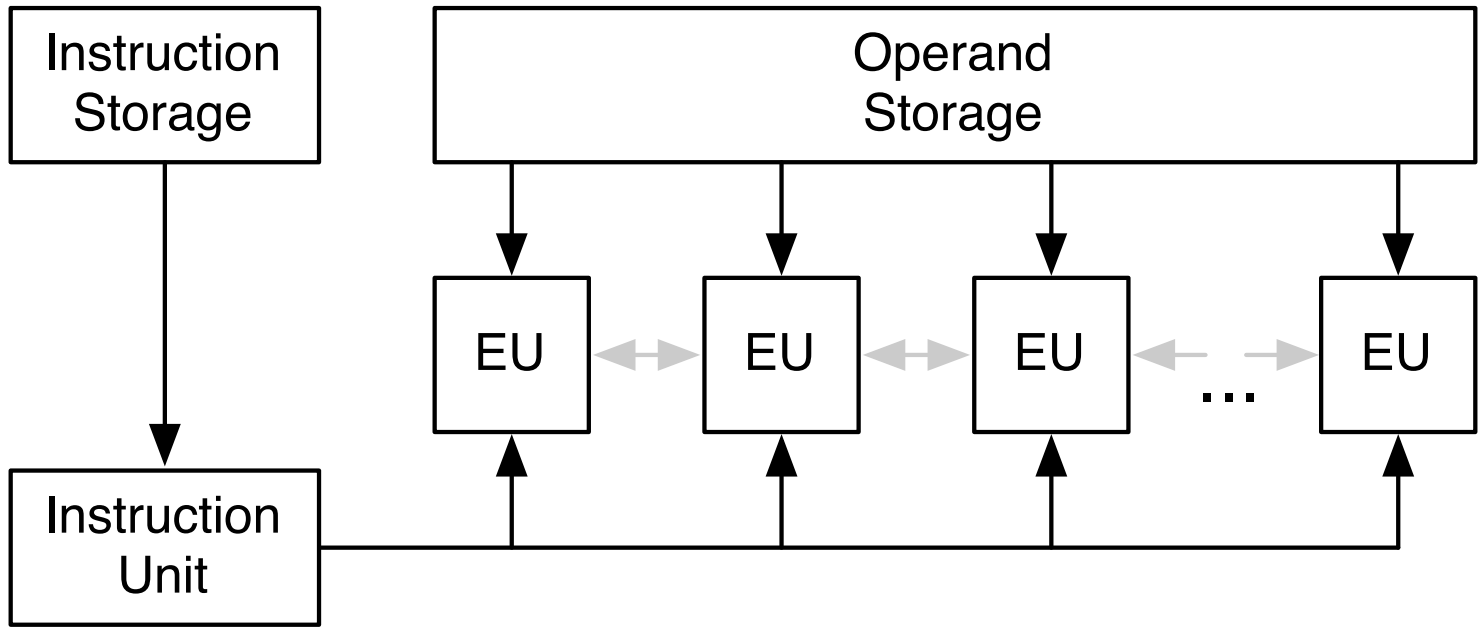 Instruction
Storage
Operand
Storage
EU
EU
EU
...
EU
Instruction
Unit